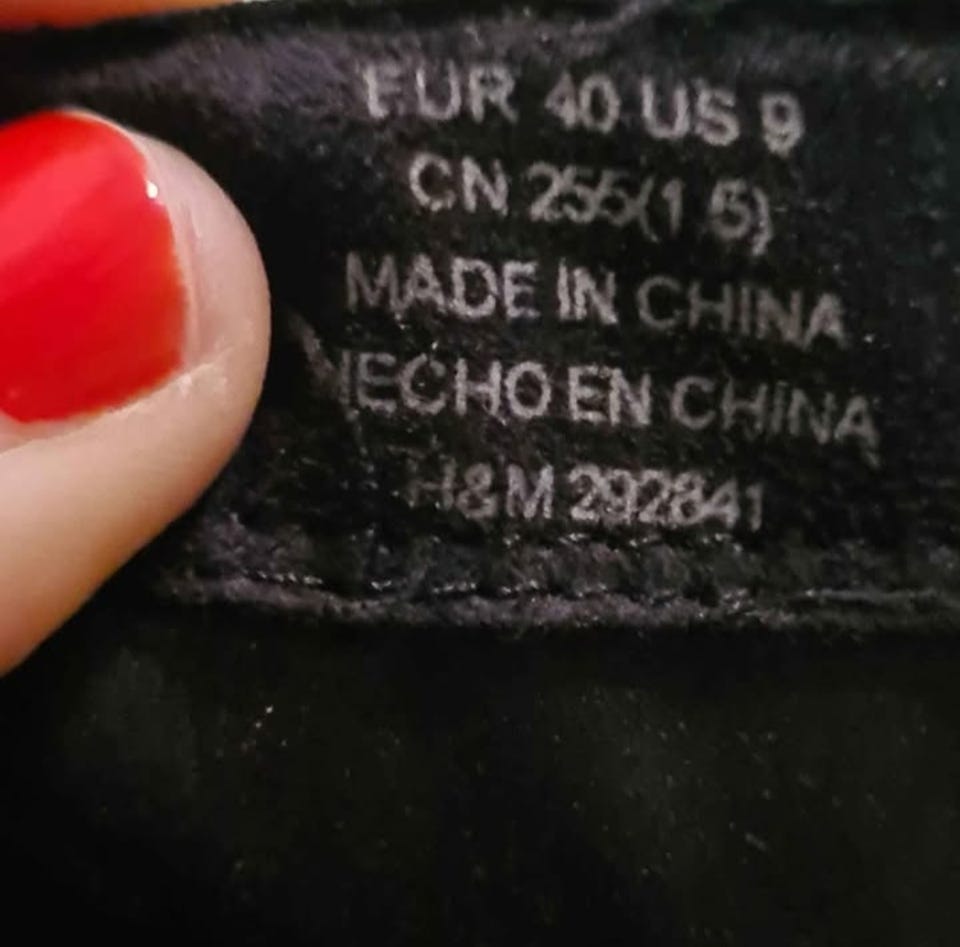 EUR 40 US 9
CN 255(1.5)
MADE IN CHINA
HECHO EN CHINA
H&M 292841